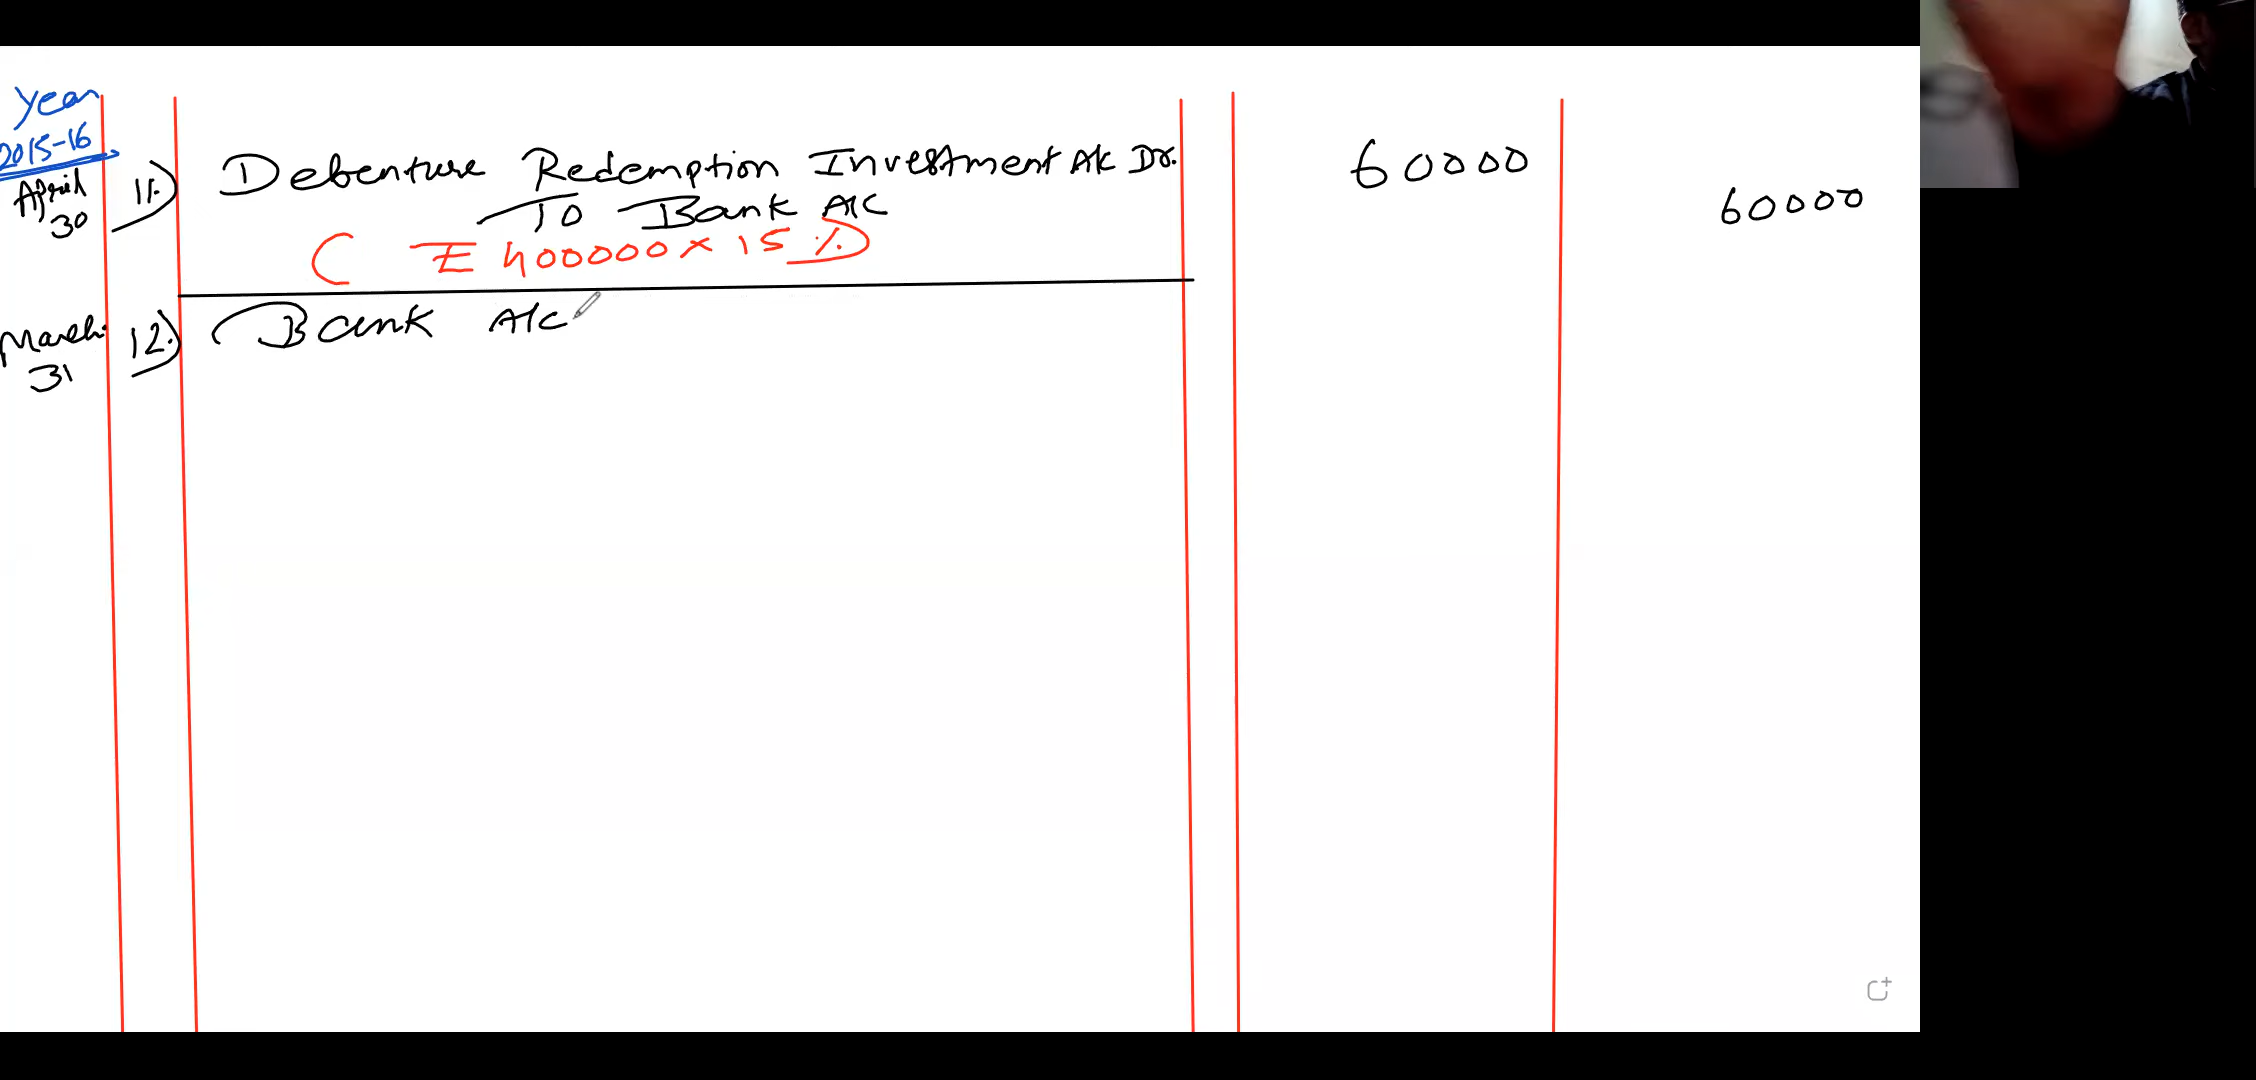 Year
2015-16
April 30 11.) Debenture Redemption Investment A/c Dr. 60000
To Bank A/c 60000
( ₹ 400000 × 15 %)
March 31 12.) Bank A/c